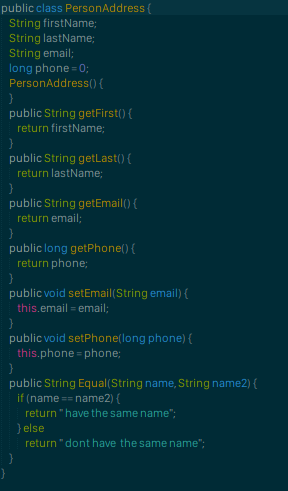 public class PersonAddress {
String firstName;
String lastName;
String email;
long phone = 0;
PersonAddress() {
}
public String getFirst() {
return firstName;
}
public String getLast() {
return lastName;
}
public String getEmail() {
return email;
}
public long getPhone() {
return phone;
}
public void setEmail(String email) {
this.email = email;
}
public void setPhone(long phone) {
this.phone = phone;
}
public String Equal(String name, String name2) {
if (name == name2) {
return " have the same name";
} else
return " dont have  the same name";
}
}